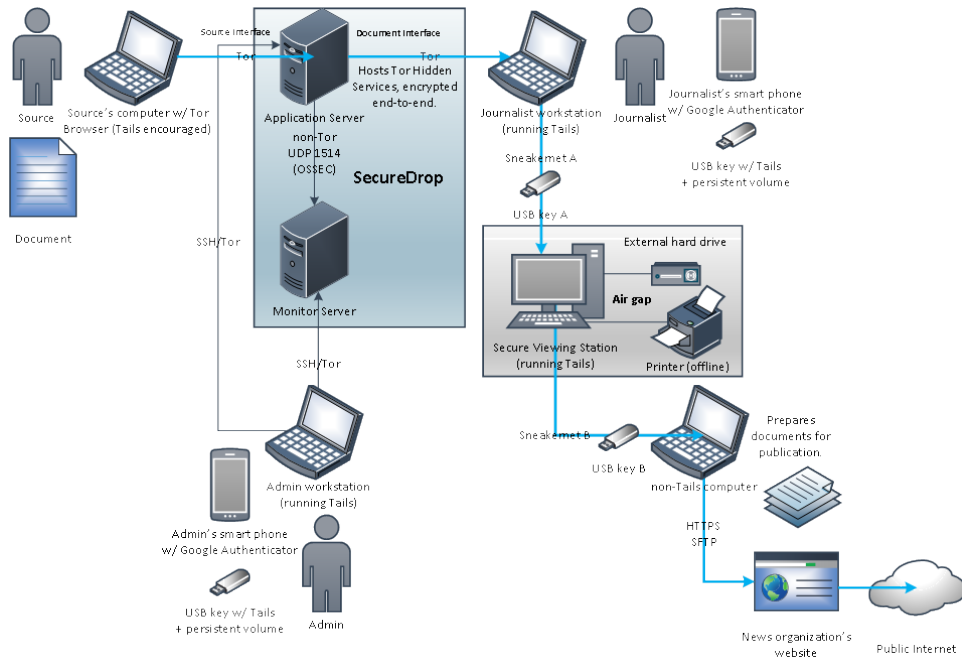 Source
Source's computer w/ Tor
Browser (Tails encouraged)
Document
Source Interface
Document Interface
Tor
Tor
Hosts Tor Hidden
Services, encrypted
end-to-end.
Application Server
non-Tor
UDP 1514
(OSSEC)
SecureDrop
Monitor Server
SSH/Tor
SSH/Tor
Journalist workstation
(running Tails)
Journalist
Journalist's smart phone
w/ Google Authenticator
USB key w/ Tails
+ persistent volume
Sneakernet A
USB key A
External hard drive
Air gap
Secure Viewing Station
(running Tails)
Printer (offline)
Sneakernet B
USB key B
non-Tails computer
Prepares
documents for
publication.
HTTPS
SFTP
News organization's
website
Public Internet
Admin workstation
(running Tails)
Admin's smart phone
w/ Google Authenticator
USB key w/ Tails
+ persistent volume
Admin